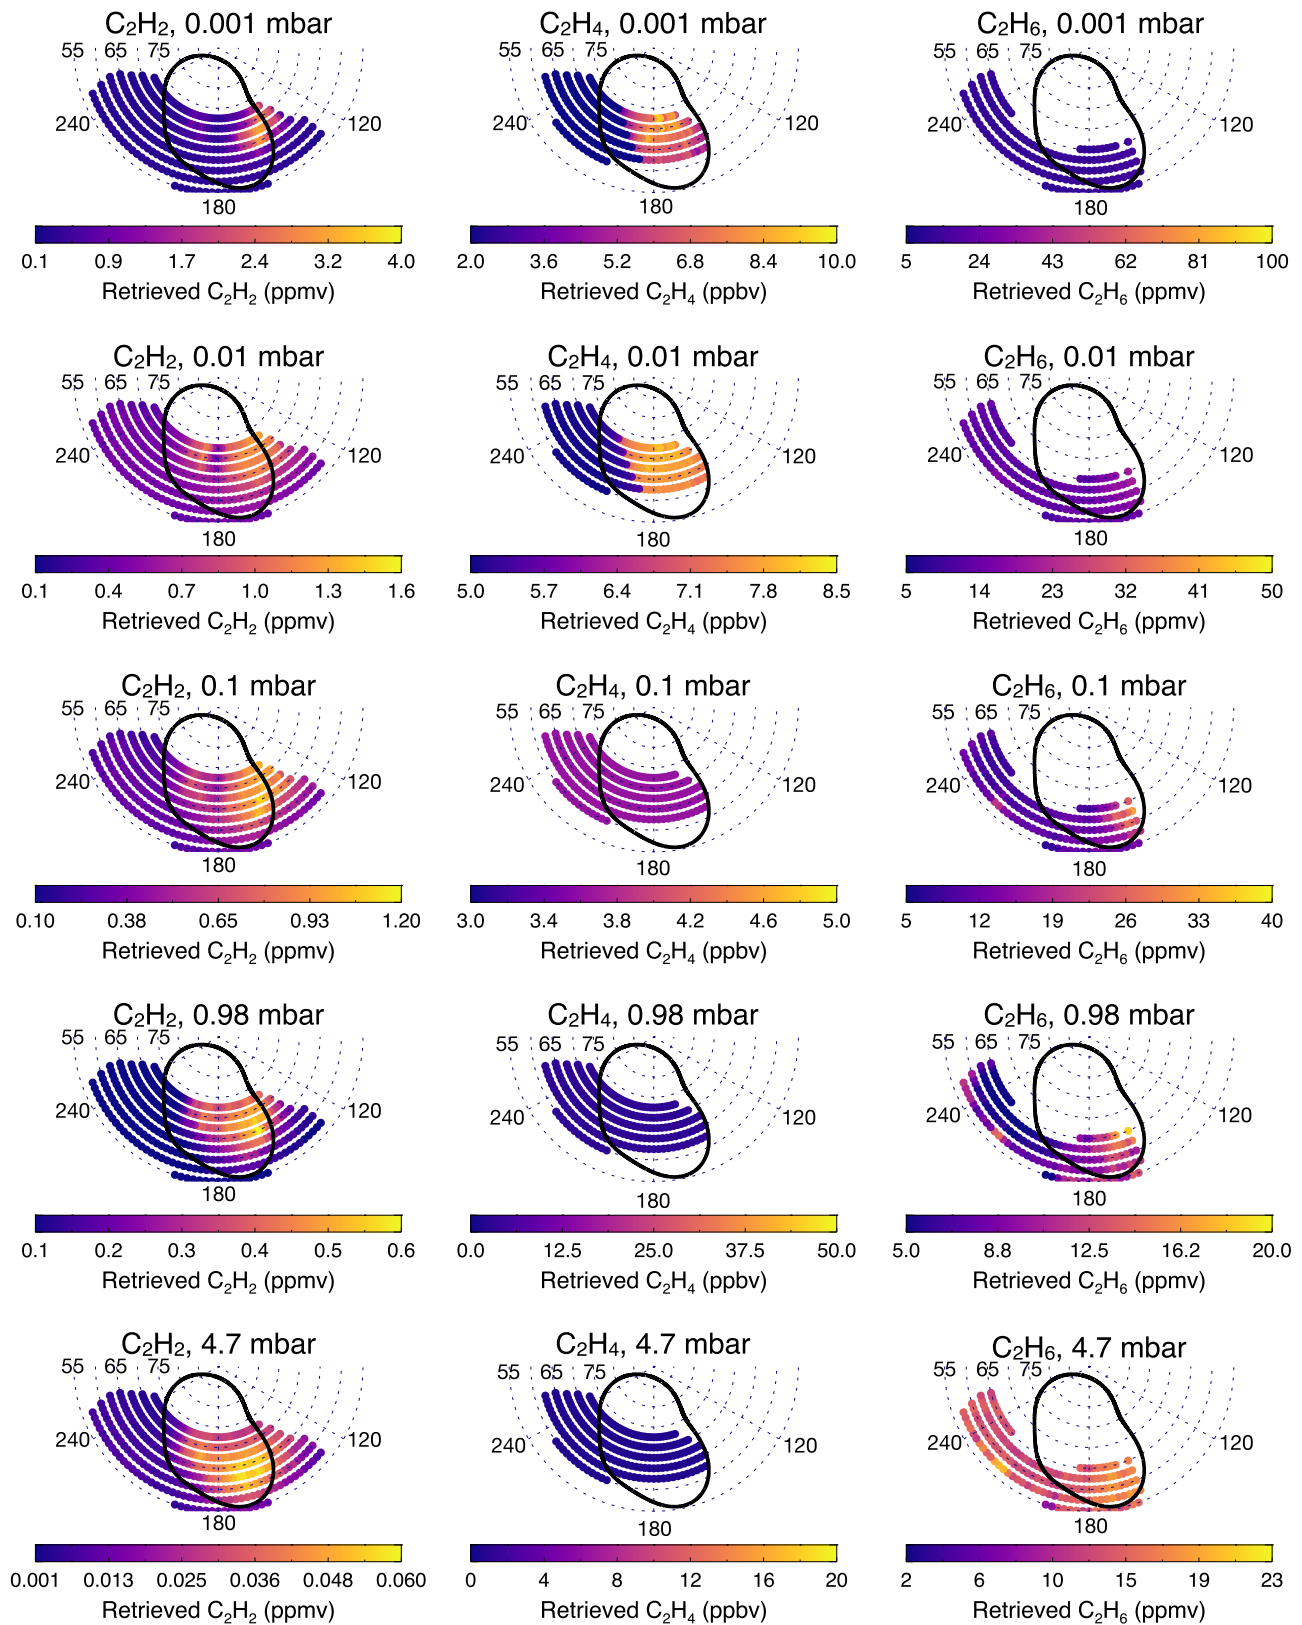 C₂H₂, 0.001 mbar
C₂H₄, 0.001 mbar
C₂H₆, 0.001 mbar
55 65 75
55 65 75
55 65 75
240 120
240 120
240 120
180
180
180
0.1 0.9 1.7 2.4 3.2 4.0
2.0 3.6 5.2 6.8 8.4 10.0
5 24 43 62 81 100
Retrieved C₂H₂ (ppmv)
Retrieved C₂H₄ (ppbv)
Retrieved C₂H₆ (ppmv)
C₂H₂, 0.01 mbar
C₂H₄, 0.01 mbar
C₂H₆, 0.01 mbar
55 65 75
55 65 75
55 65 75
240 120
240 120
240 120
180
180
180
0.1 0.4 0.7 1.0 1.3 1.6
5.0 5.7 6.4 7.1 7.8 8.5
5 14 23 32 41 50
Retrieved C₂H₂ (ppmv)
Retrieved C₂H₄ (ppbv)
Retrieved C₂H₆ (ppmv)
C₂H₂, 0.1 mbar
C₂H₄, 0.1 mbar
C₂H₆, 0.1 mbar
55 65 75
55 65 75
55 65 75
240 120
240 120
240 120
180
180
180
0.10 0.38 0.65 0.93 1.20
3.0 3.4 3.8 4.2 4.6 5.0
5 12 19 26 33 40
Retrieved C₂H₂ (ppmv)
Retrieved C₂H₄ (ppbv)
Retrieved C₂H₆ (ppmv)
C₂H₂, 0.98 mbar
C₂H₄, 0.98 mbar
C₂H₆, 0.98 mbar
55 65 75
55 65 75
55 65 75
240 120
240 120
240 120
180
180
180
0.1 0.2 0.3 0.4 0.5 0.6
0.0 12.5 25.0 37.5 50.0
5.0 8.8 12.5 16.2 20.0
Retrieved C₂H₂ (ppmv)
Retrieved C₂H₄ (ppbv)
Retrieved C₂H₆ (ppmv)
C₂H₂, 4.7 mbar
C₂H₄, 4.7 mbar
C₂H₆, 4.7 mbar
55 65 75
55 65 75
55 65 75
240 120
240 120
240 120
180
180
180
0.001 0.013 0.025 0.036 0.048 0.060
0 4 8 12 16 20
2 6 10 15 19 23
Retrieved C₂H₂ (ppmv)
Retrieved C₂H₄ (ppbv)
Retrieved C₂H₆ (ppmv)